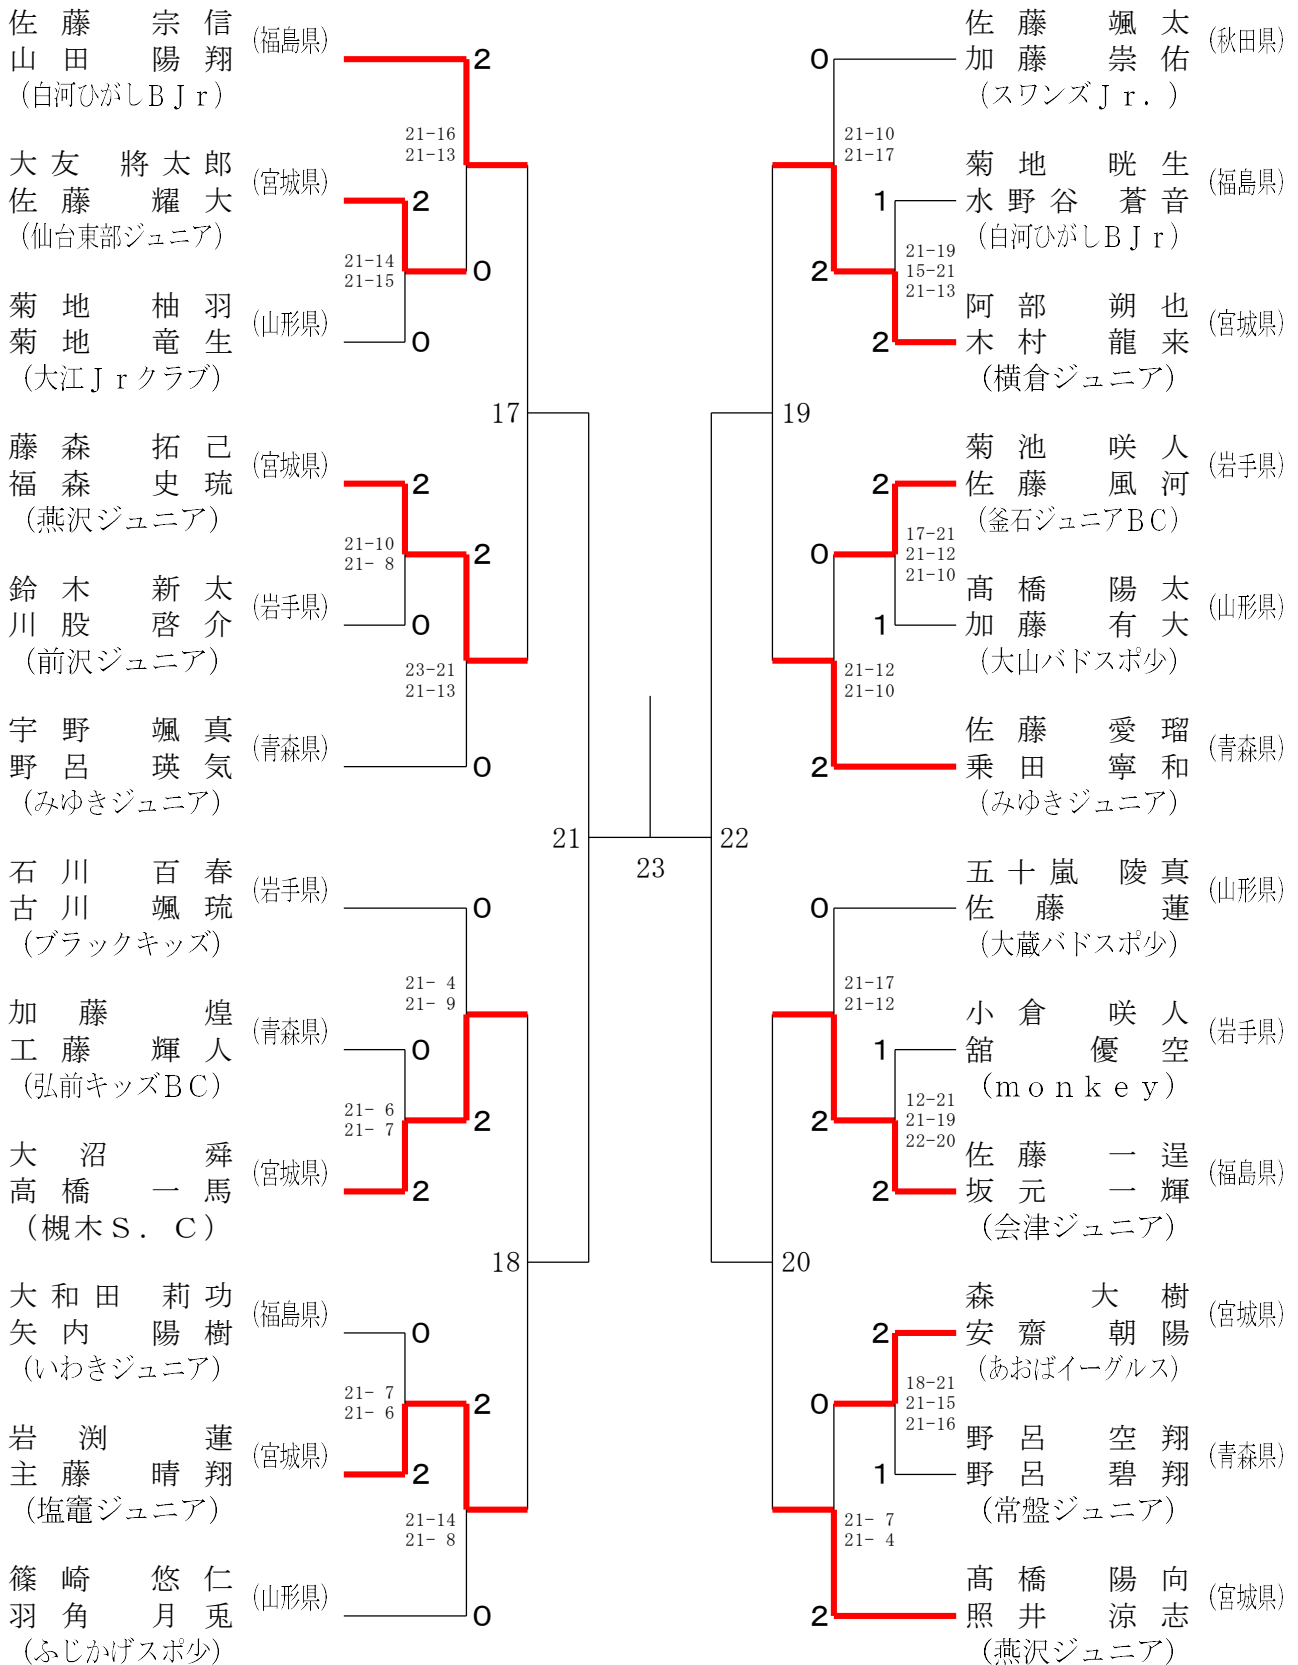 佐藤 宗信
山田 陽翔
(白河ひがしＢＪｒ)
(福島県)
2
21-16
21-13
大友 將太郎
佐藤 耀大
(仙台東部ジュニア)
(宮城県)
2
0
21-14
21-15
菊地 柚羽
菊地 竜生
(大江Ｊｒクラブ)
(山形県)
0
17
藤森 拓己
福森 史琉
(燕沢ジュニア)
(宮城県)
2
21-10
21- 8
2
鈴木 新太
川股 啓介
(前沢ジュニア)
(岩手県)
0
23-21
21-13
宇野 颯真
野呂 瑛気
(みゆきジュニア)
(青森県)
0
21
石川 百春
古川 颯琉
(ブラックキッズ)
(岩手県)
0
21- 4
21- 9
加藤 煌
工藤 輝人
(弘前キッズＢＣ)
(青森県)
0
21- 6
21- 7
2
大沼 舜
高橋 一馬
(槻木Ｓ．Ｃ)
(宮城県)
2
18
大和田 莉功
矢内 陽樹
(いわきジュニア)
(福島県)
0
21- 7
21- 6
2
岩渕 蓮
主藤 晴翔
(塩竈ジュニア)
(宮城県)
2
21-14
21- 8
篠崎 悠仁
羽角 月兎
(ふじかげスポ少)
(山形県)
0
23
佐藤 颯太
加藤 崇佑
(スワンズＪｒ．)
(秋田県)
0
21-10
21-17
菊地 晄生
水野谷 蒼音
(白河ひがしＢＪｒ)
(福島県)
1
2
21-19
15-21
21-13
阿部 朔也
木村 龍来
(横倉ジュニア)
(宮城県)
2
19
菊池 咲人
佐藤 風河
(釜石ジュニアＢＣ)
(岩手県)
2
0
17-21
21-12
21-10
髙橋 陽太
加藤 有大
(大山バドスポ少)
(山形県)
1
21-12
21-10
佐藤 愛瑠
乗田 寧和
(みゆきジュニア)
(青森県)
2
22
五十嵐 陵真
佐藤 蓮
(大蔵バドスポ少)
(山形県)
0
21-17
21-12
小倉 咲人
舘 優空
(ｍｏｎｋｅｙ)
(岩手県)
1
2
12-21
21-19
22-20
佐藤 一逞
坂元 一輝
(会津ジュニア)
(福島県)
2
20
森 大樹
安齋 朝陽
(あおばイーグルス)
(宮城県)
2
0
18-21
21-15
21-16
野呂 空翔
野呂 碧翔
(常盤ジュニア)
(青森県)
1
21- 7
21- 4
髙橋 陽向
照井 涼志
(燕沢ジュニア)
(宮城県)
2